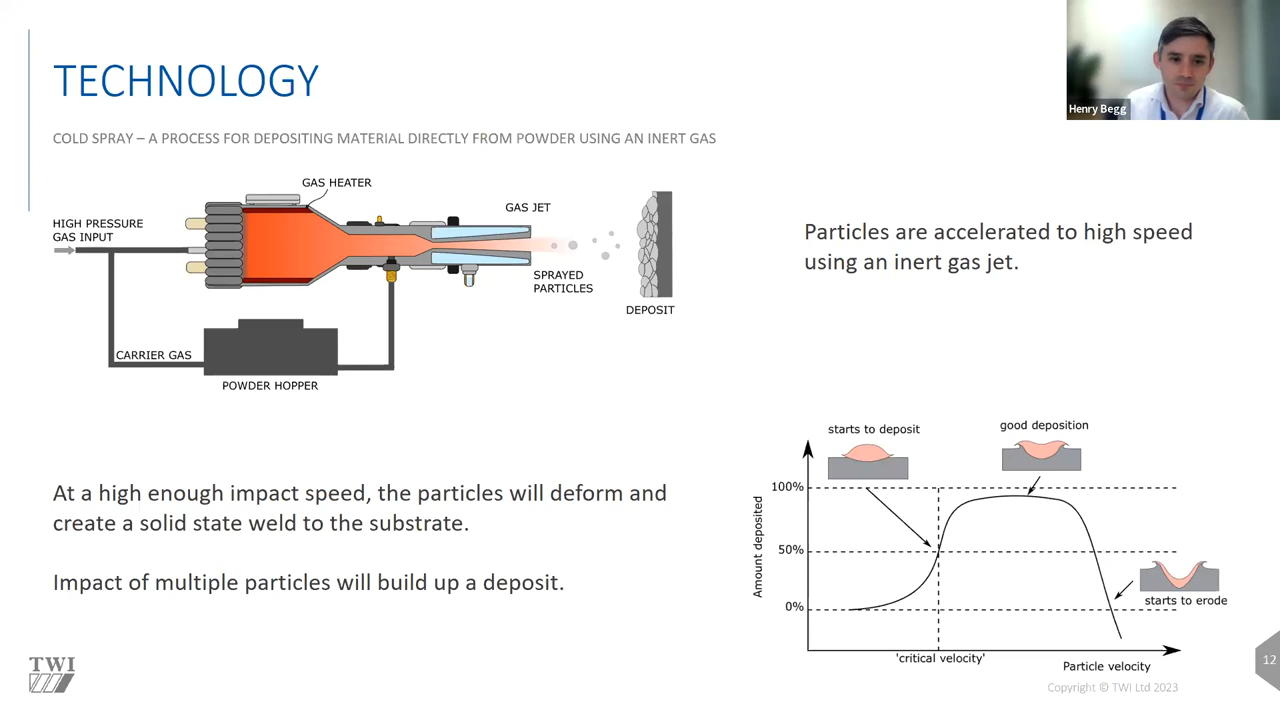 TECHNOLOGY
Henry Begg
COLD SPRAY – A PROCESS FOR DEPOSITING MATERIAL DIRECTLY FROM POWDER USING AN INERT GAS
GAS HEATER
HIGH PRESSURE
GAS INPUT
GAS JET
SPRAYED
PARTICLES
DEPOSIT
CARRIER GAS
POWDER HOPPER
Particles are accelerated to high speed
using an inert gas jet.
At a high enough impact speed, the particles will deform and
create a solid state weld to the substrate.
Impact of multiple particles will build up a deposit.
starts to deposit
good deposition
100%
50%
0%
Amount deposited
starts to erode
'critical velocity'
Particle velocity
TWI
Copyright © TWI Ltd 2023
12